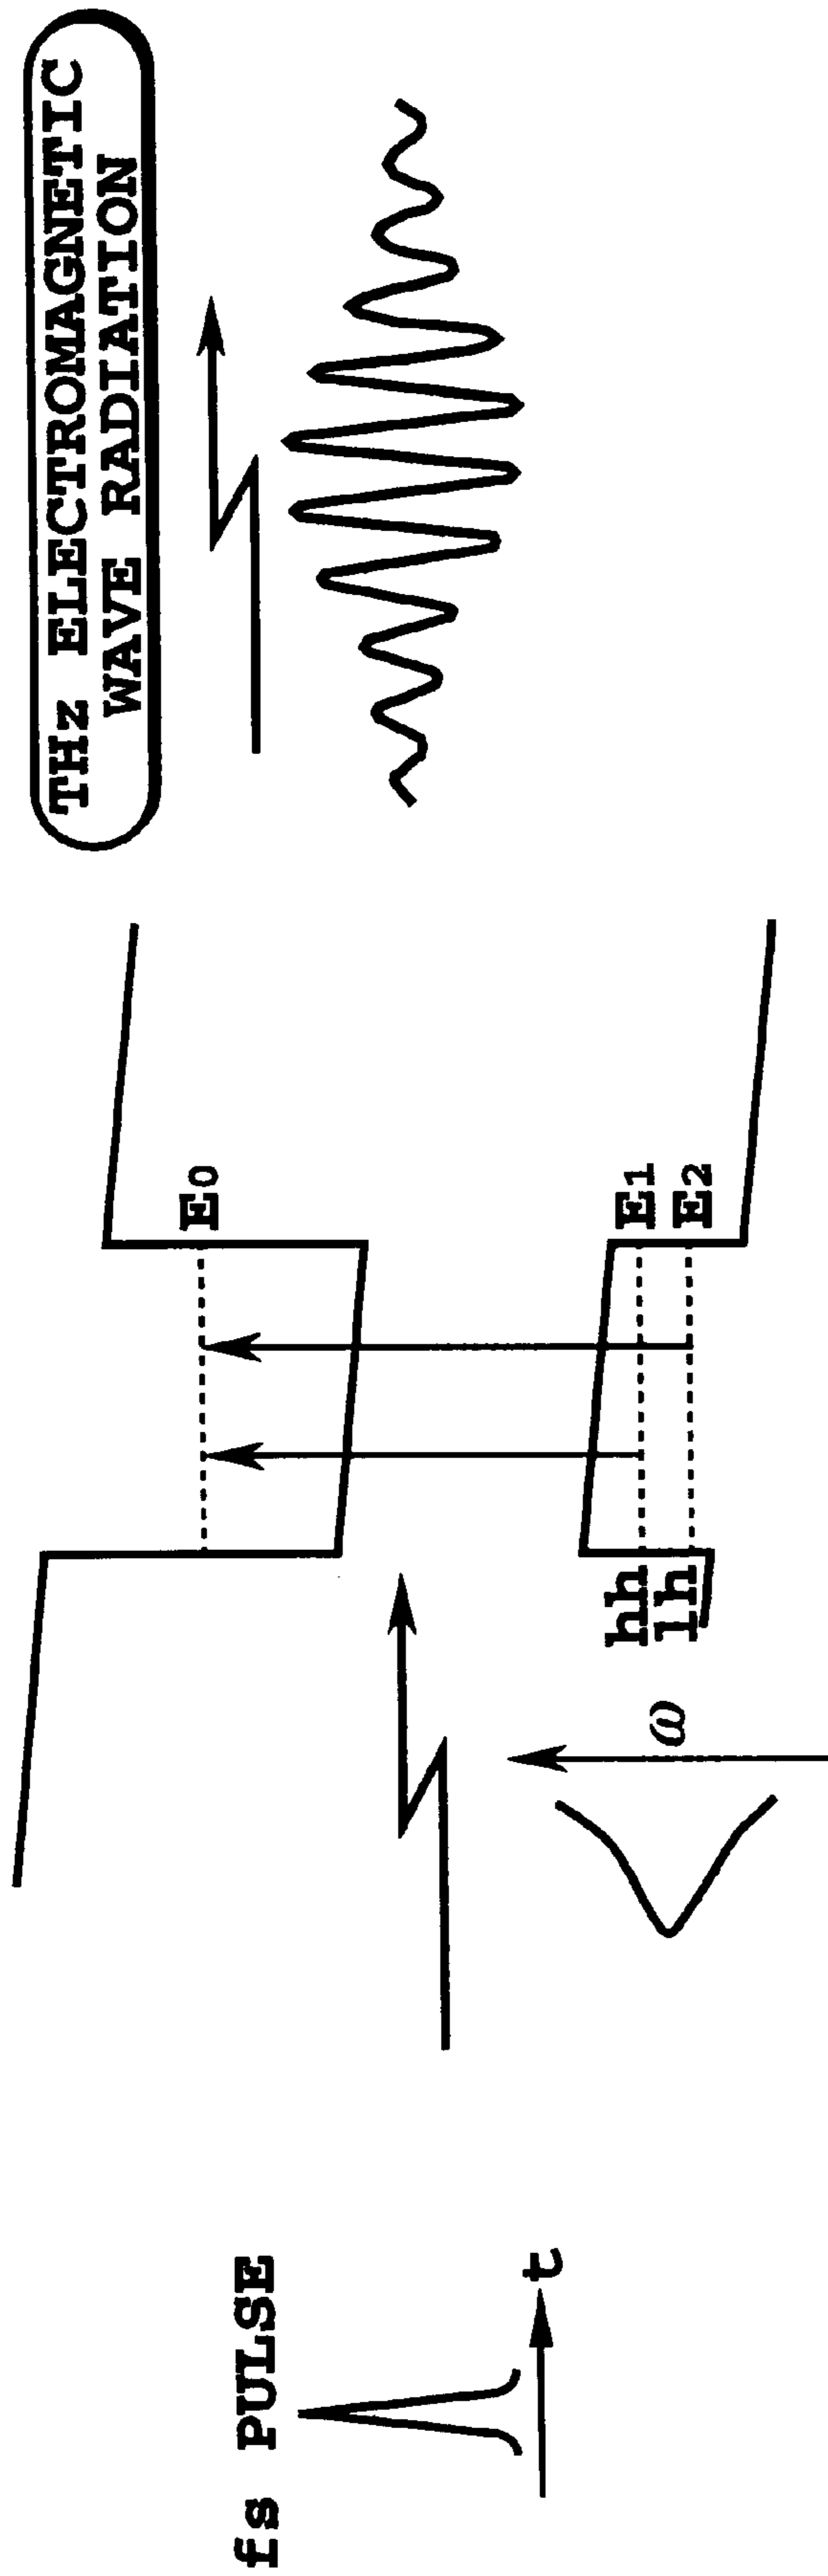 fs PULSE
t
ω
hh
lh
E0
E1
E2
THz ELECTROMAGNETIC
WAVE RADIATION